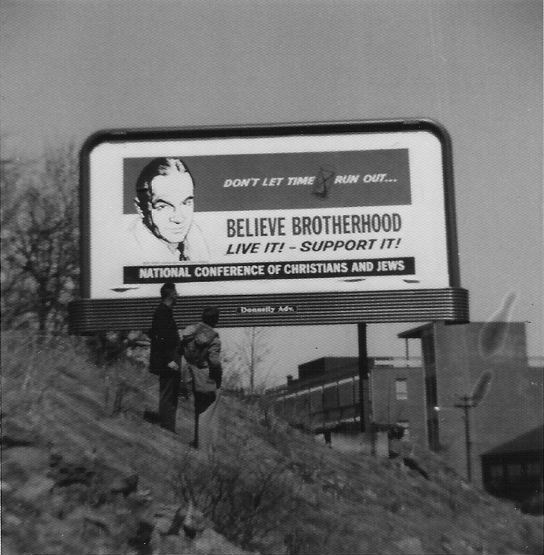 DON'T LET TIME RUN OUT...
BELIEVE BROTHERHOOD
LIVE IT! - SUPPORT IT!
NATIONAL CONFERENCE OF CHRISTIANS AND JEWS
Donnelly Adv.